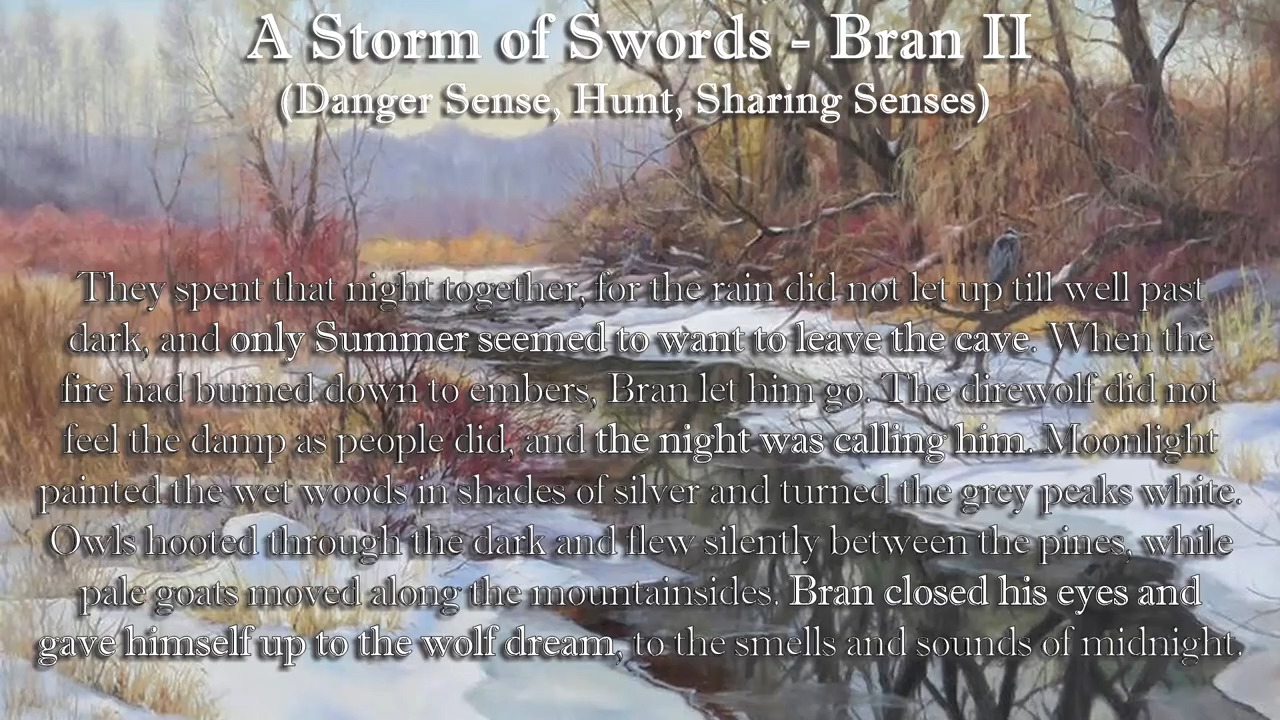 A Storm of Swords - Bran II
(Danger Sense, Hunt, Sharing Senses)
They spent that night together, for the rain did not let up till well past
dark, and only Summer seemed to want to leave the cave. When the
fire had burned down to embers, Bran let him go. The direwolf did not
feel the damp as people did, and the night was calling him. Moonlight
painted the wet woods in shades of silver and turned the grey peaks white.
Owls hooted through the dark and flew silently between the pines, while
pale goats moved along the mountainsides. Bran closed his eyes and
gave himself up to the wolf dream, to the smells and sounds of midnight.